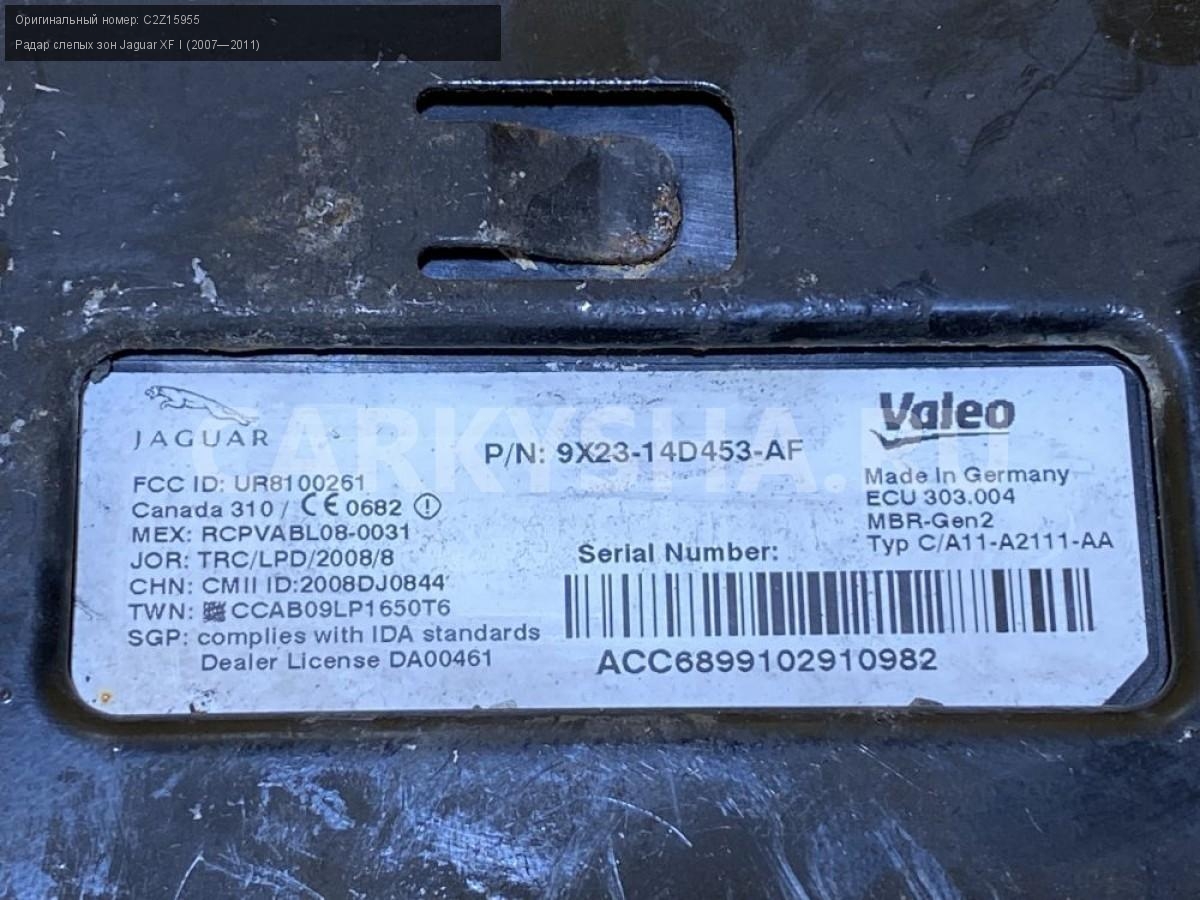 Оригинальный номер: C2Z15955
Радар слепых зон Jaguar XF I (2007—2011)
JAGUAR
P/N: 9X23-14D453-AF
Valeo
CARKYSHA.RU
FCC ID: UR8100261
Canada 310 / CE 0682
MEX: RCPVABL08-0031
JOR: TRC/LPD/2008/8
CHN: CMII ID:2008DJ0844
TWN: CCAB09LP1650T6
SGP: complies with IDA standards
Dealer License DA00461
Made In Germany
ECU 303.004
MBR-Gen2
Typ C/A11-A2111-AA
Serial Number:
ACC6899102910982